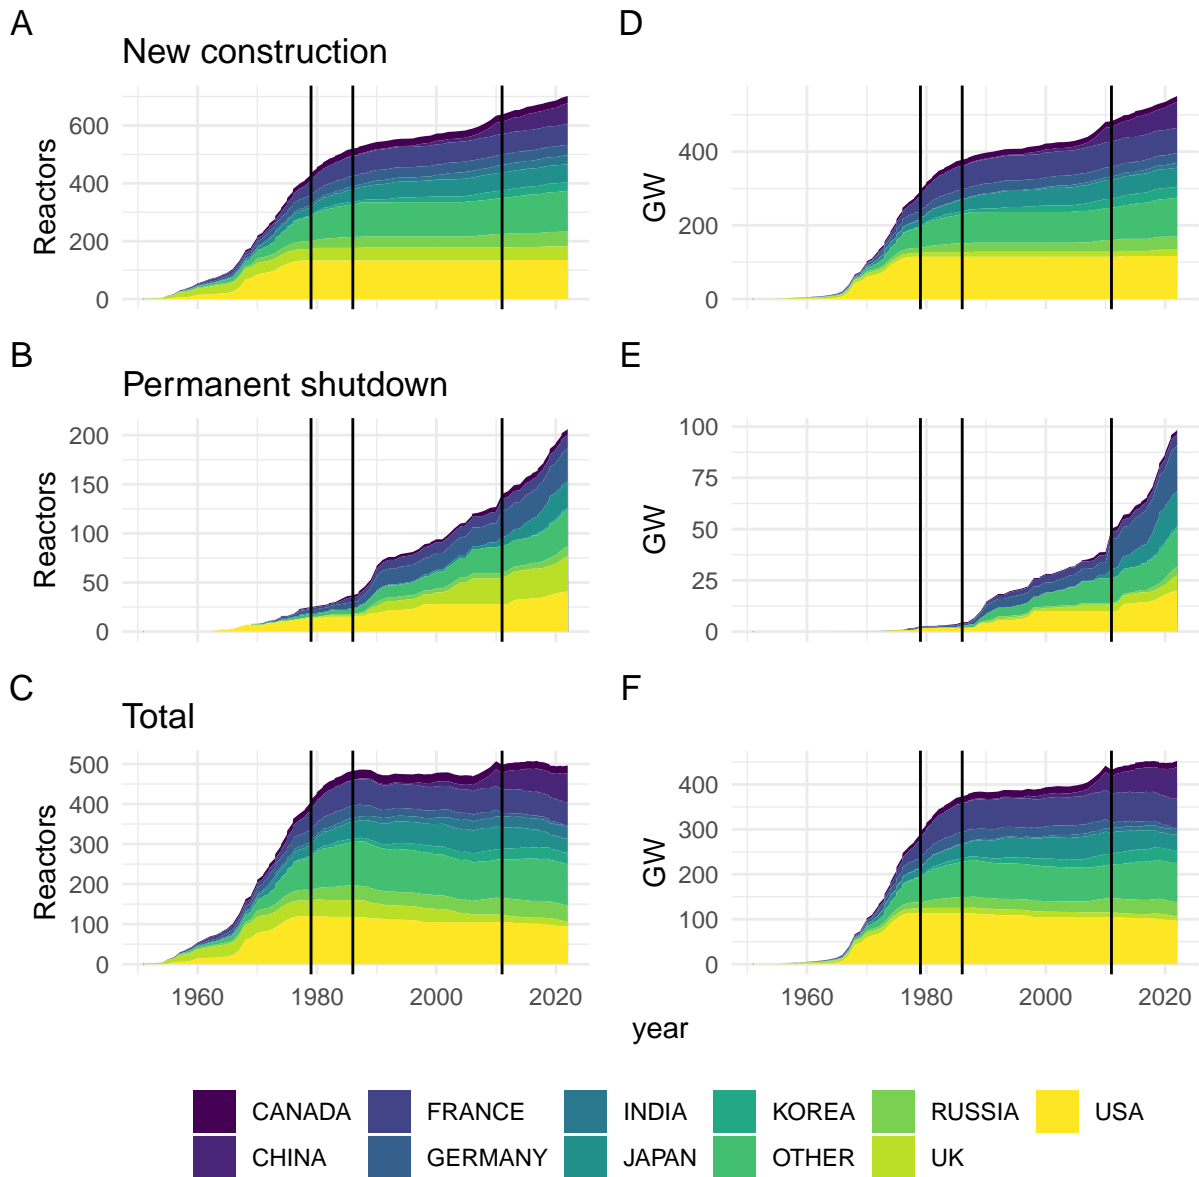 A
New construction
600
400
200
0
Reactors
D
400
200
0
GW
B
Permanent shutdown
200
150
100
50
0
Reactors
E
100
75
50
25
0
GW
C
Total
500
400
300
200
100
0
Reactors
1960 1980 2000 2020
F
400
300
200
100
0
GW
1960 1980 2000 2020
year
CANADA FRANCE INDIA KOREA RUSSIA USA
CHINA GERMANY JAPAN OTHER UK